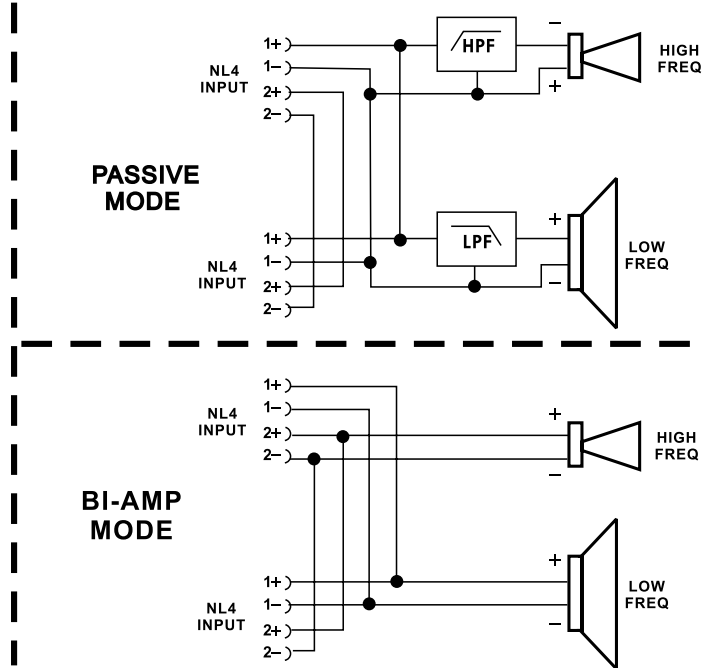 1+
1−
NL4
INPUT
2+
2−
HPF
−
+
HIGH
FREQ
PASSIVE
MODE
1+
1−
NL4
INPUT
2+
2−
LPF
+
−
LOW
FREQ
1+
1−
NL4
INPUT
2+
2−
+
−
HIGH
FREQ
BI-AMP
MODE
1+
1−
NL4
INPUT
2+
2−
+
−
LOW
FREQ